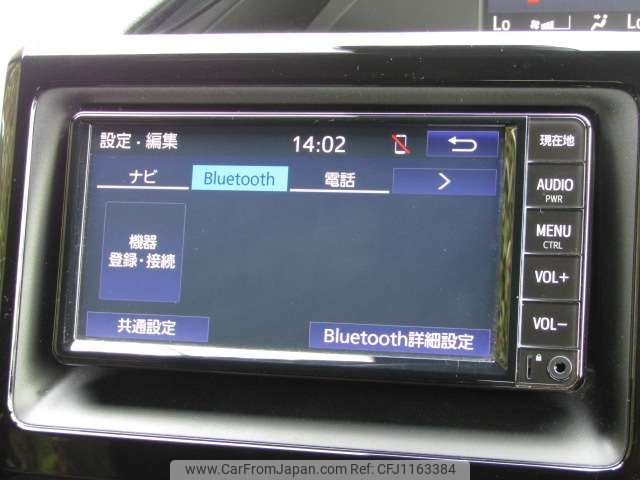 Lo Lo
設定・編集 14:02
ナビ Bluetooth 電話 >
機器
登録・接続
共通設定 Bluetooth詳細設定
現在地
AUDIO
PWR
MENU
CTRL
VOL+
VOL−
www.CarFromJapan.com - CFJ1163384